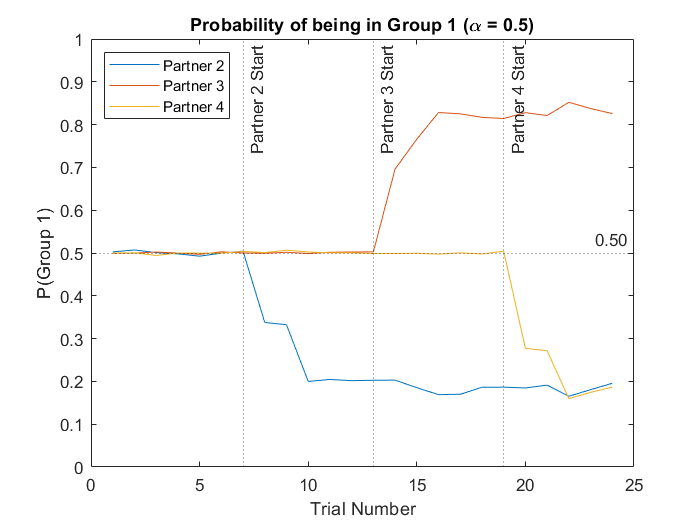 Probability of being in Group 1 (α = 0.5)
1
0.9
0.8
0.7
0.6
0.5
0.4
0.3
0.2
0.1
0
P(Group 1)
Partner 2
Partner 3
Partner 4
Partner 2 Start
Partner 3 Start
Partner 4 Start
0.50
0
5
10
15
20
25
Trial Number